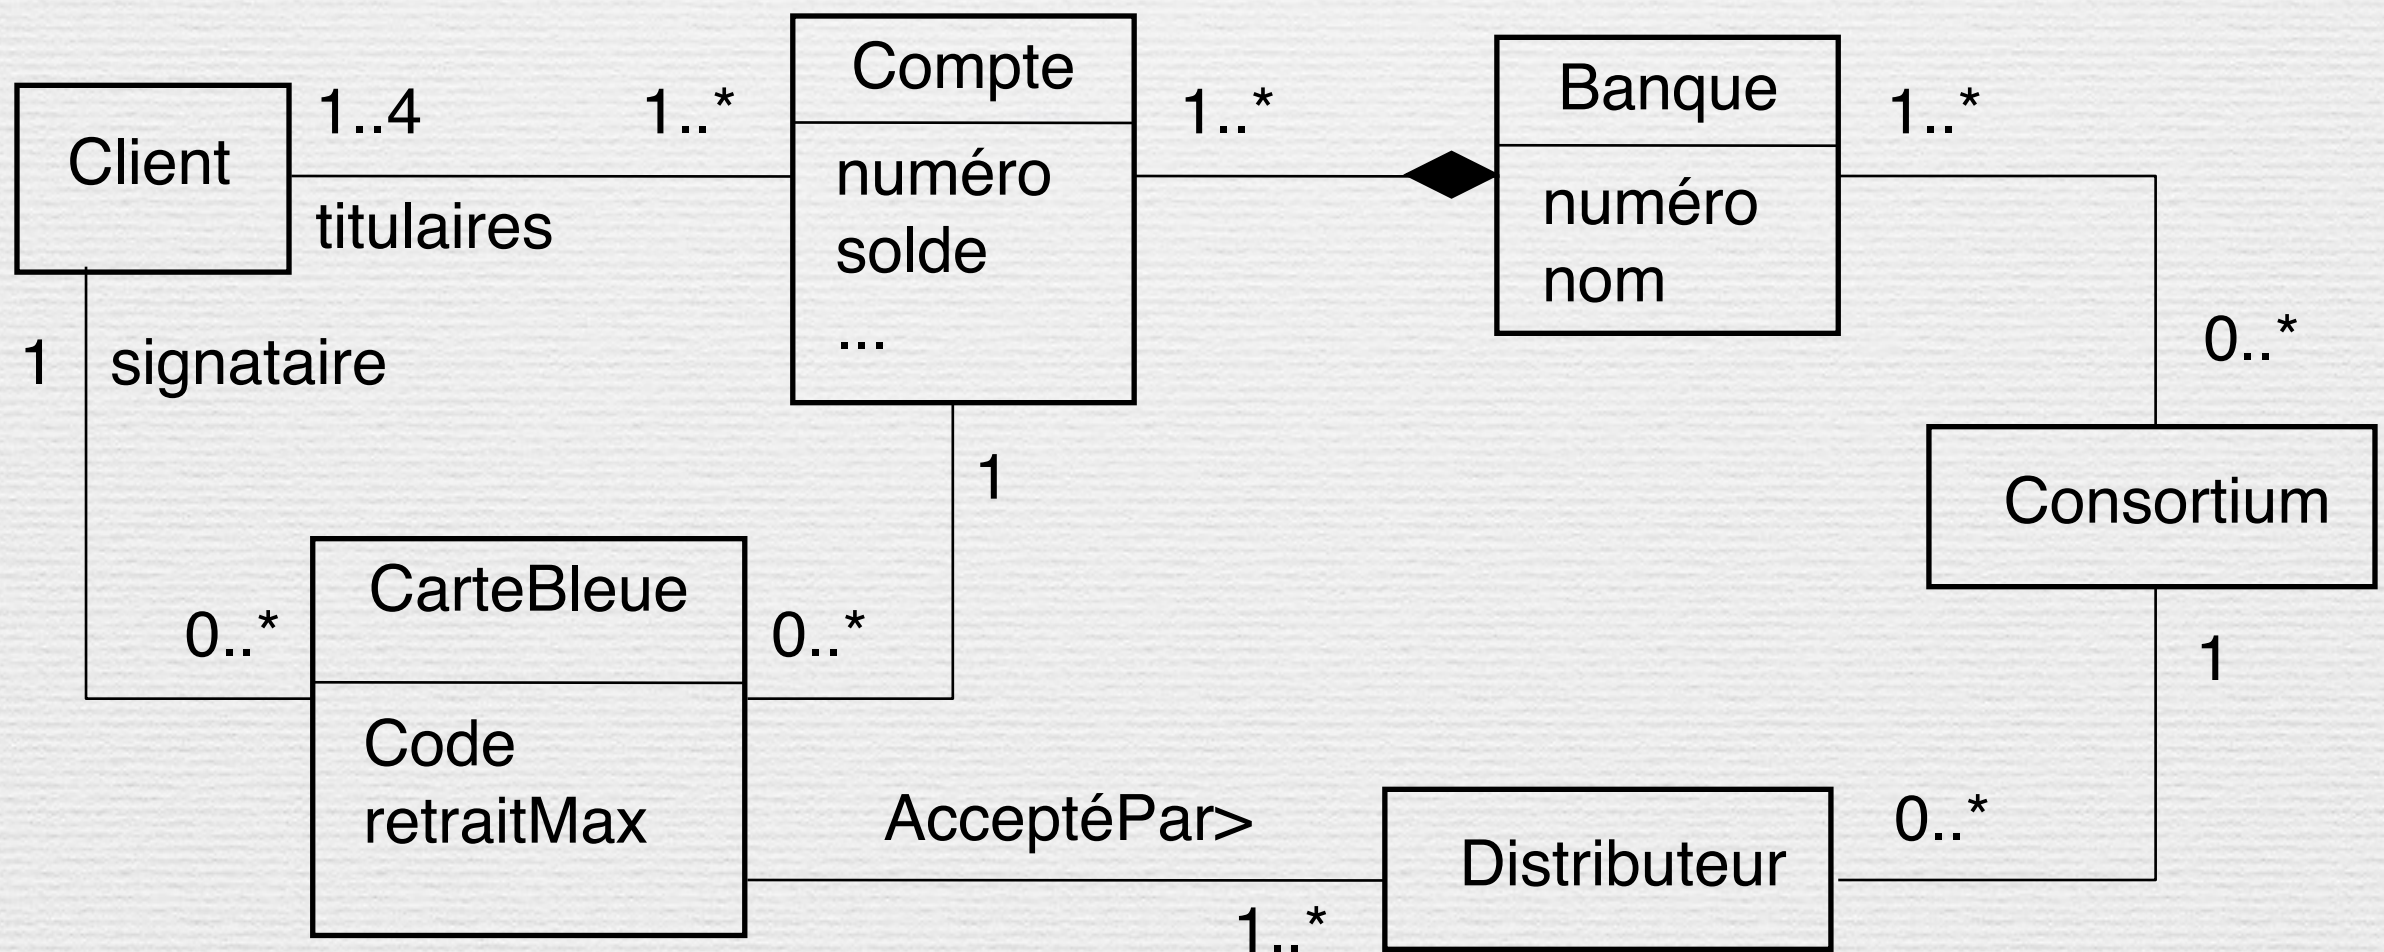 Client
1..4
1..*
titulaires
Compte
numéro
solde
...
1..*
Banque
numéro
nom
1..*
0..*
1
signataire
1
Consortium
CarteBleue
0..*
0..*
Code
retraitMax
1
AcceptéPar>
1..*
Distributeur
0..*